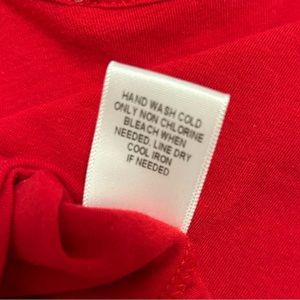 HAND WASH COLD
ONLY NON CHLORINE
BLEACH WHEN
NEEDED, LINE DRY
COOL IRON
IF NEEDED